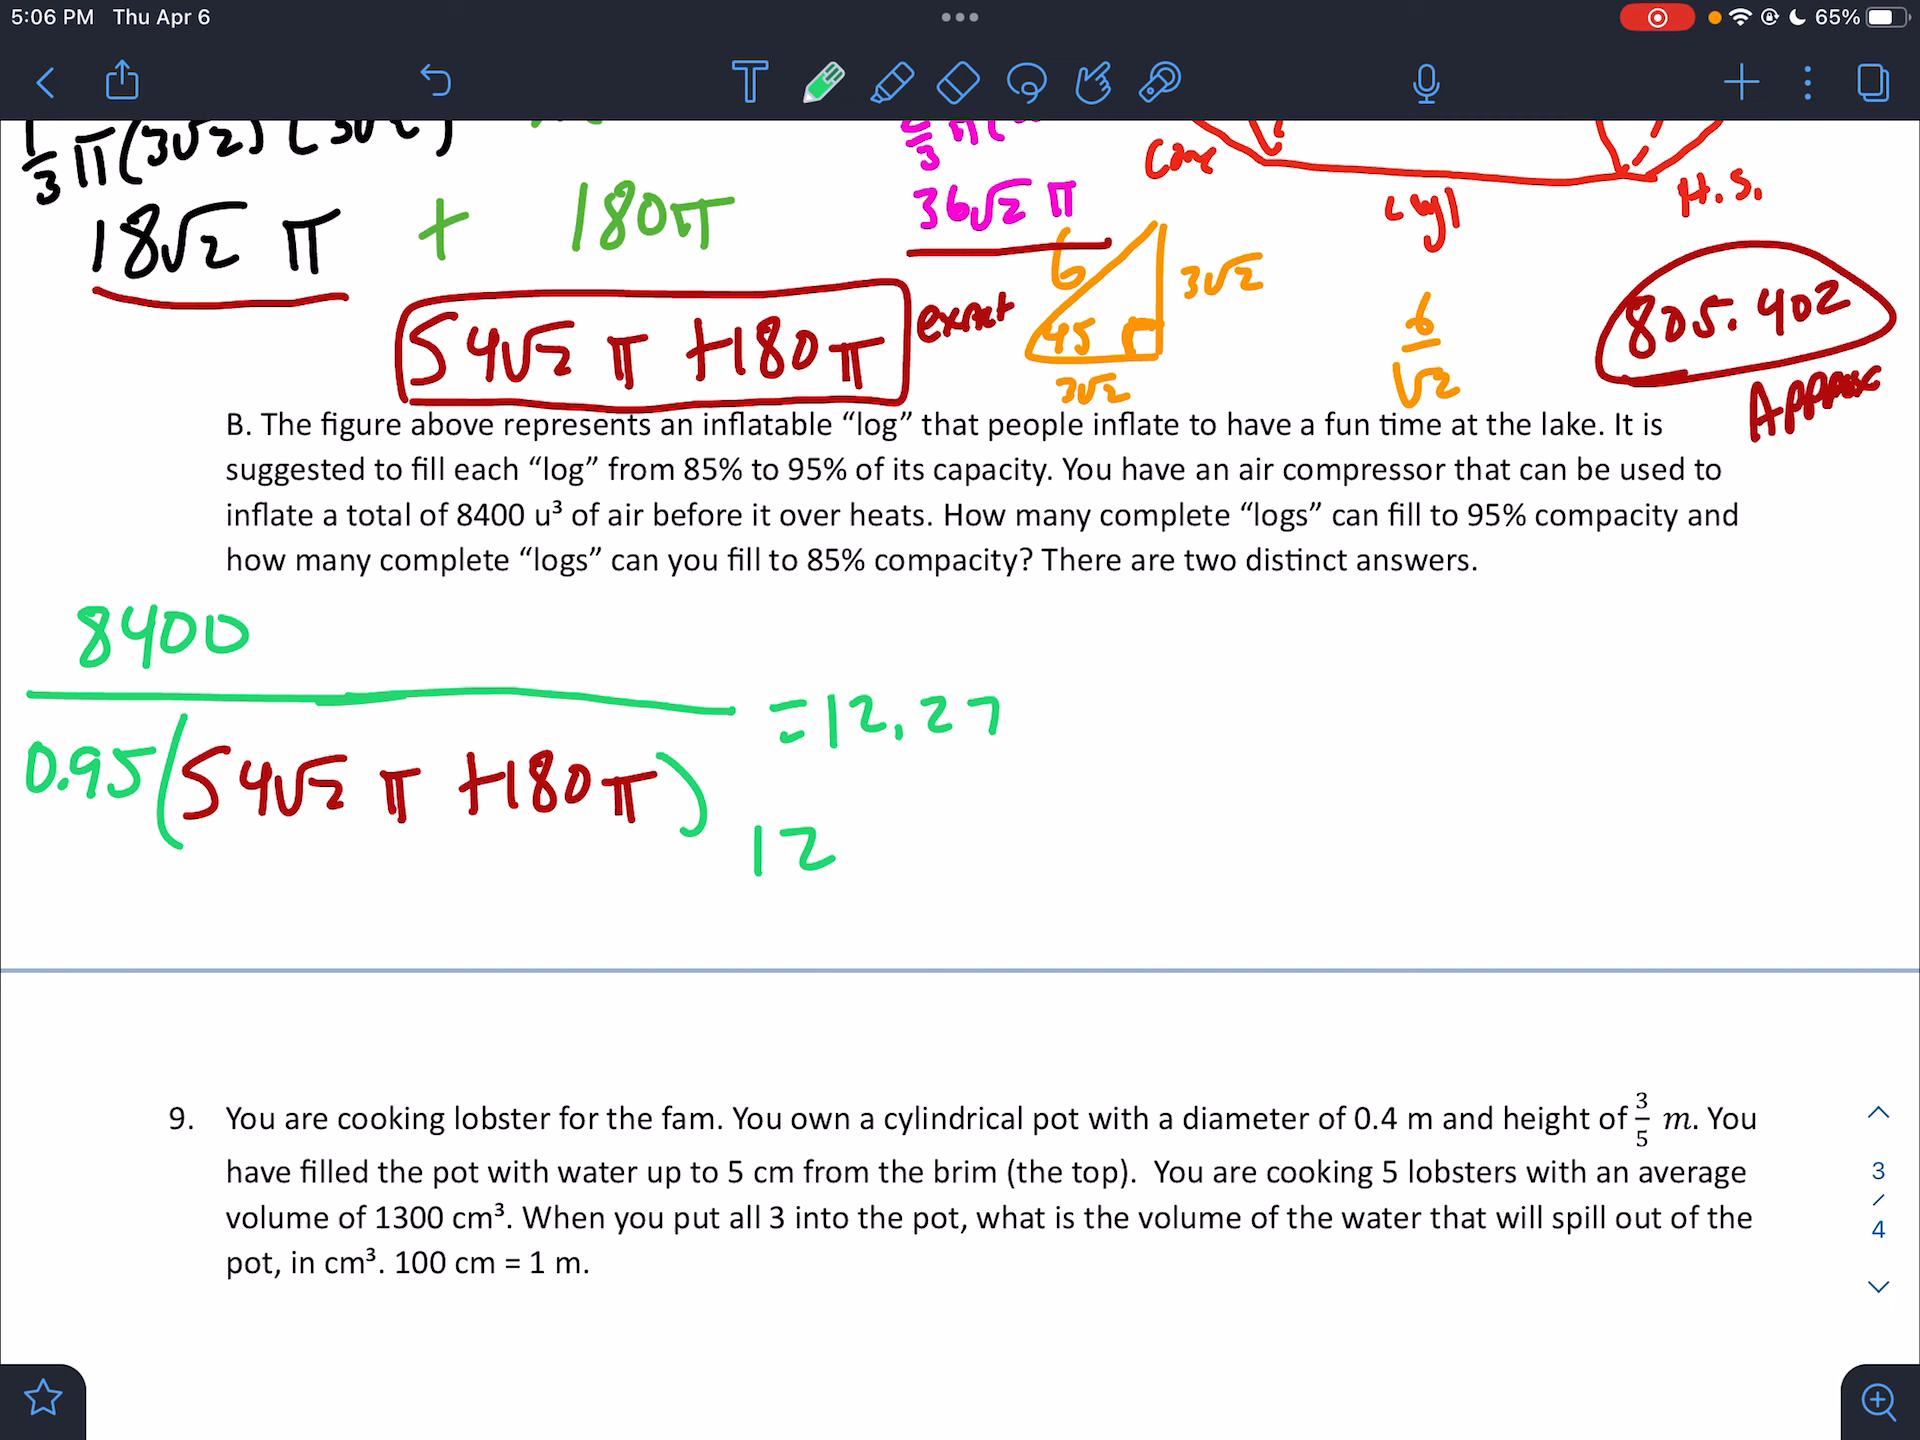 5:06 PM Thu Apr 6
65%
1/3 π(3√2)
18√2 π + 180π
36√2 π
Cone
Cyl
H.S.
6
3√2
45
3√2
6/√2
54√2 π + 180π exact
805.402
Approx
B. The figure above represents an inflatable “log” that people inflate to have a fun time at the lake. It is
suggested to fill each “log” from 85% to 95% of its capacity. You have an air compressor that can be used to
inflate a total of 8400 u³ of air before it over heats. How many complete “logs” can fill to 95% compacity and
how many complete “logs” can you fill to 85% compacity? There are two distinct answers.
8400
0.95(54√2 π + 180π) = 12.27
12
9. You are cooking lobster for the fam. You own a cylindrical pot with a diameter of 0.4 m and height of 3/5 m. You
have filled the pot with water up to 5 cm from the brim (the top). You are cooking 5 lobsters with an average
volume of 1300 cm³. When you put all 3 into the pot, what is the volume of the water that will spill out of the
pot, in cm³. 100 cm = 1 m.
3
/
4